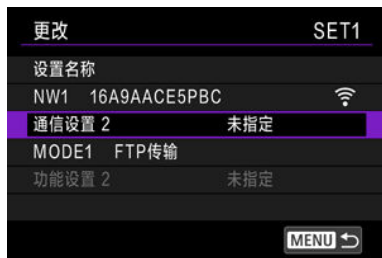 更改 SET1
设置名称
NW1 16A9AACE5PBC
通信设置 2 未指定
MODE1 FTP传输
功能设置 2 未指定
MENU